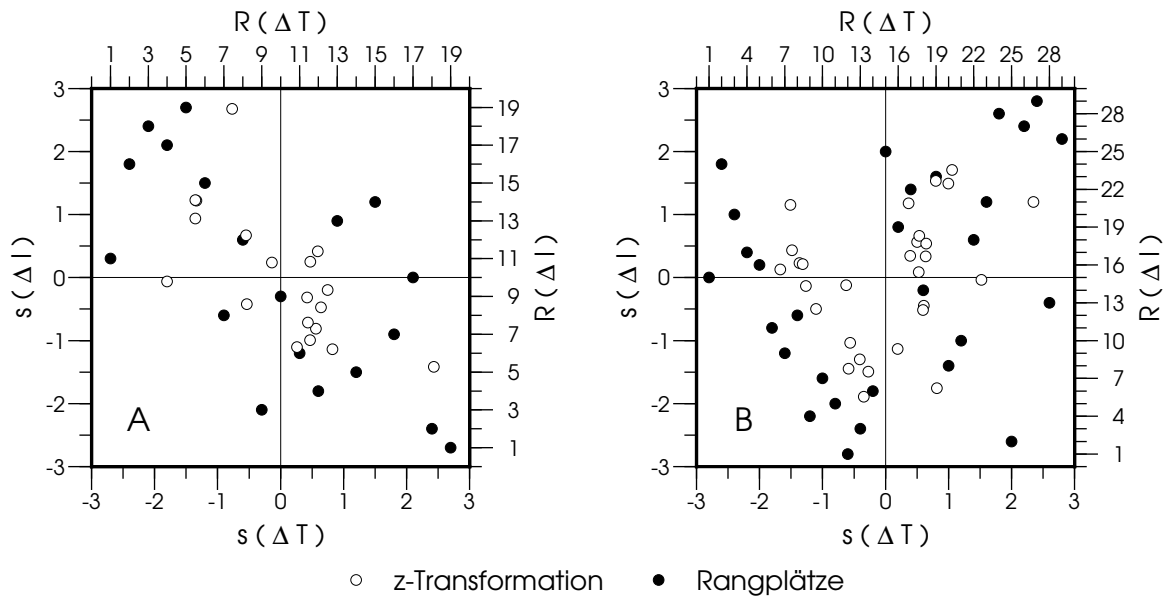 R ( Δ T ) R ( Δ T )
1 3 5 7 9 11 13 15 17 19 1 4 7 10 13 16 19 22 25 28
3 3
19 28
2 17 2 25
15 22
1 13 1 19
s ( Δ I ) 0 11 R ( Δ I ) s ( Δ I ) 0 16 R ( Δ I )
9 13
-1 7 -1 10
5 7
-2 A 3 -2 B 4
1 1
-3 -3
-3 -2 -1 0 1 2 3 -3 -2 -1 0 1 2 3
s ( Δ T ) s ( Δ T )
z-Transformation Rangplätze